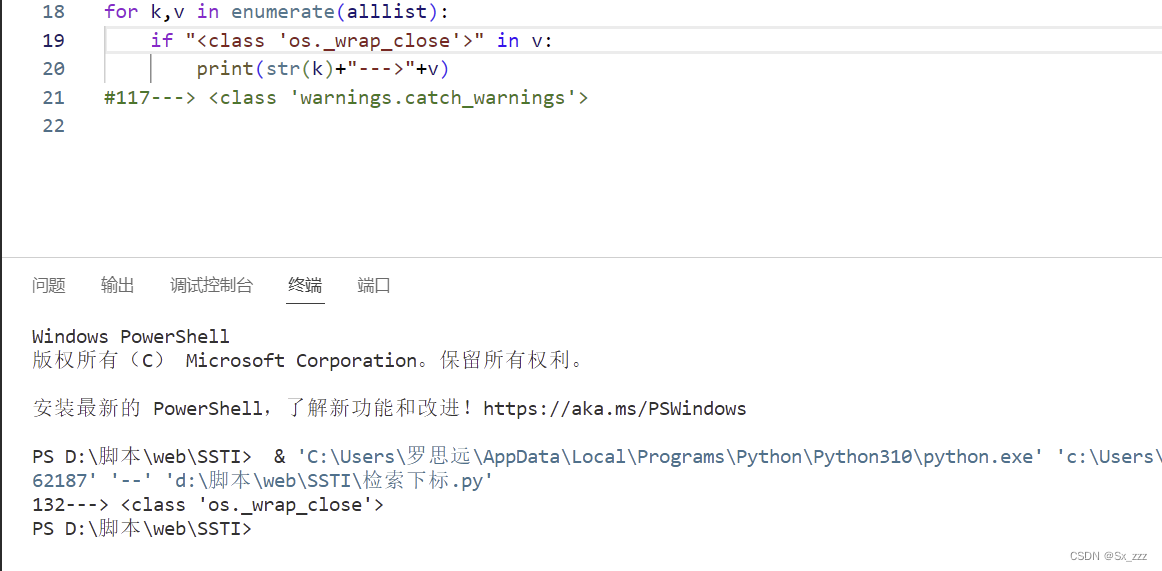 18 for k,v in enumerate(alllist):
19 if "<class 'os._wrap_close'>" in v:
20 print(str(k)+"--->"+v)
21 #117---> <class 'warnings.catch_warnings'>
22
问题 输出 调试控制台 终端 端口
Windows PowerShell
版权所有（C） Microsoft Corporation。保留所有权利。
安装最新的 PowerShell，了解新功能和改进！https://aka.ms/PSWindows
PS D:\脚本\web\SSTI> & 'C:\Users\罗思远\AppData\Local\Programs\Python\Python310\python.exe' 'c:\Users\
62187' '--' 'd:\脚本\web\SSTI\检索下标.py'
132---> <class 'os._wrap_close'>
PS D:\脚本\web\SSTI>
CSDN @Sx_zzz